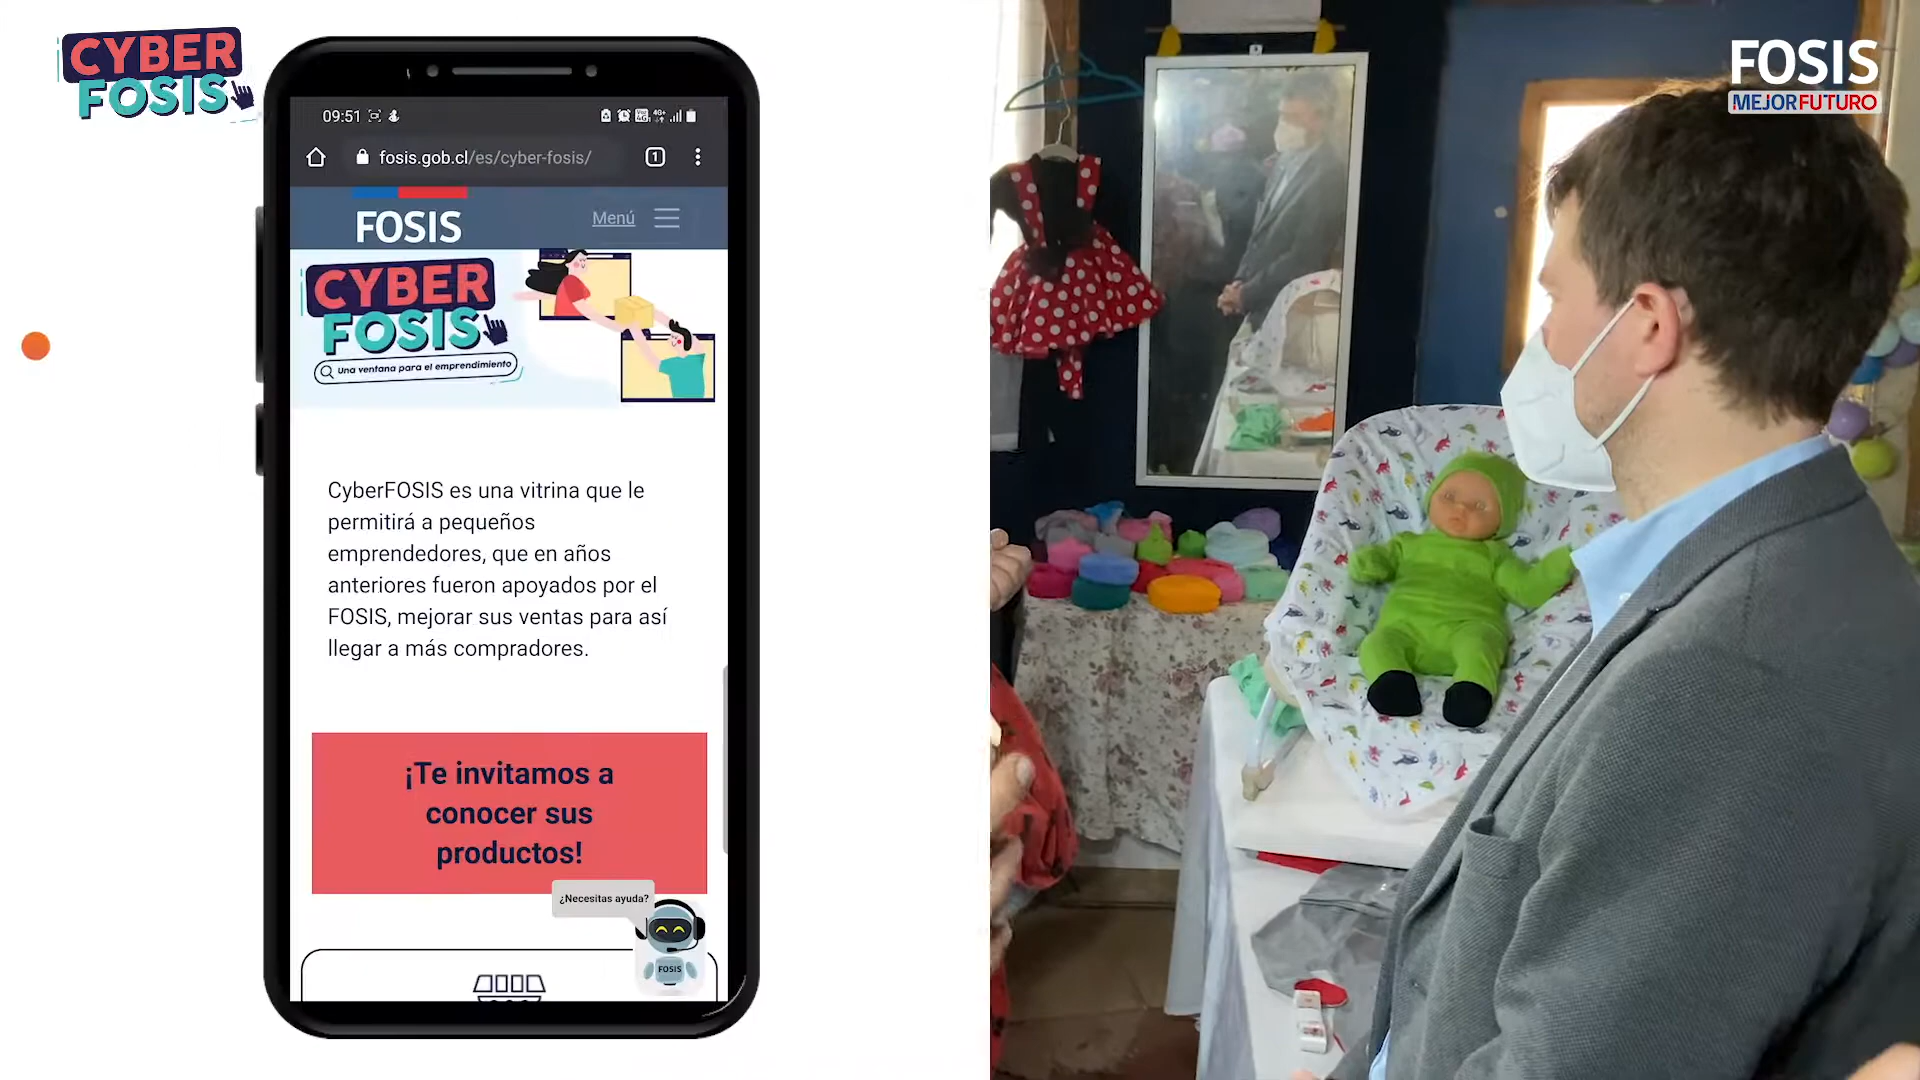 CYBER
FOSIS
09:51
4G+
fosis.gob.cl/es/cyber-fosis/
1
FOSIS
Menú
CYBER
FOSIS
Una ventana para el emprendimiento
CyberFOSIS es una vitrina que le
permitirá a pequeños
emprendedores, que en años
anteriores fueron apoyados por el
FOSIS, mejorar sus ventas para así
llegar a más compradores.
¡Te invitamos a
conocer sus
productos!
¿Necesitas ayuda?
FOSIS
FOSIS
MEJORFUTURO